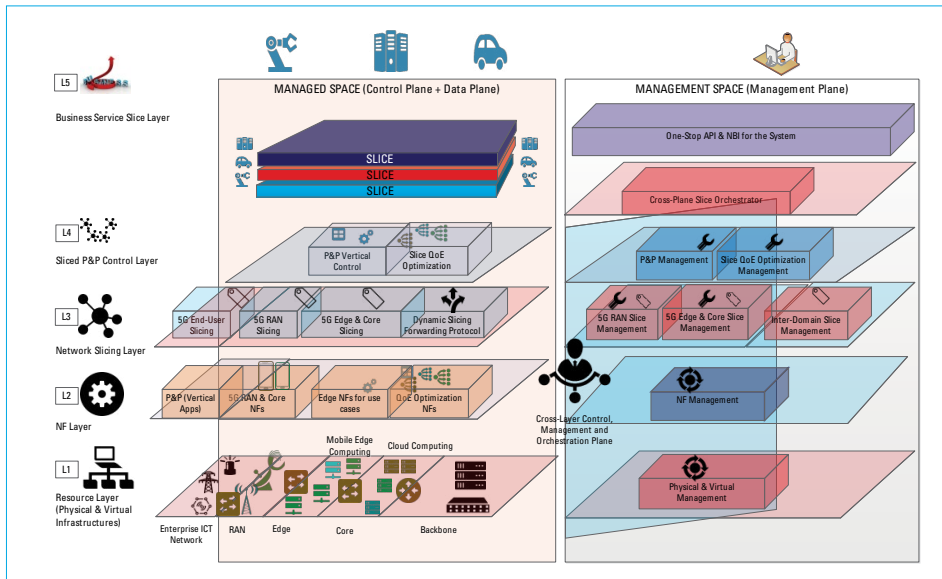 MANAGED SPACE (Control Plane + Data Plane)
MANAGEMENT SPACE (Management Plane)
L5
Business Service Slice Layer
SLICE
SLICE
SLICE
One-Stop API & NBI for the System
Cross-Plane Slice Orchestrator
L4
Sliced P&P Control Layer
P&P Vertical
Control
Slice QoE
Optimization
P&P Management
Slice QoE Optimization
Management
L3
Network Slicing Layer
5G End-User
Slicing
5G RAN
Slicing
5G Edge & Core
Slicing
Dynamic Slicing
Forwarding Protocol
5G RAN Slice
Management
5G Edge & Core Slice
Management
Inter-Domain Slice
Management
L2
NF Layer
P&P (Vertical
Apps)
5G RAN & Core
NFs
Edge NFs for use
cases
QoE Optimization
NFs
NF Management
Cross-Layer Control,
Management and
Orchestration Plane
L1
Resource Layer
(Physical & Virtual
Infrastructures)
Mobile Edge
Computing
Cloud Computing
Enterprise ICT
Network
RAN
Edge
Core
Backbone
Physical & Virtual
Management